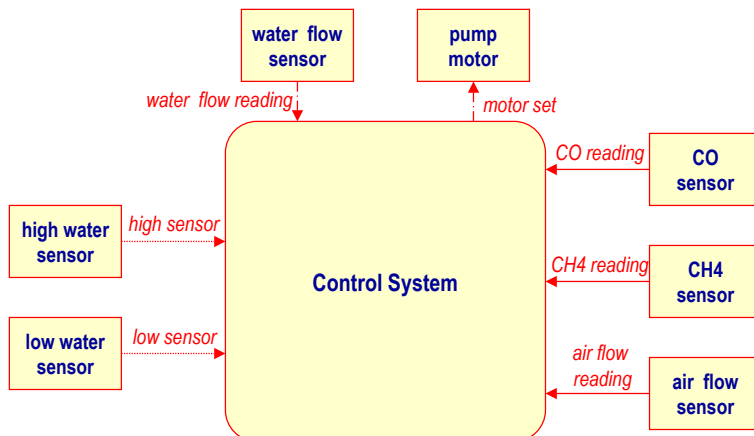 water flow
sensor
pump
motor
water flow reading
motor set
CO reading
CO
sensor
high water
sensor
high sensor
Control System
CH4 reading
CH4
sensor
low water
sensor
low sensor
air flow
reading
air flow
sensor